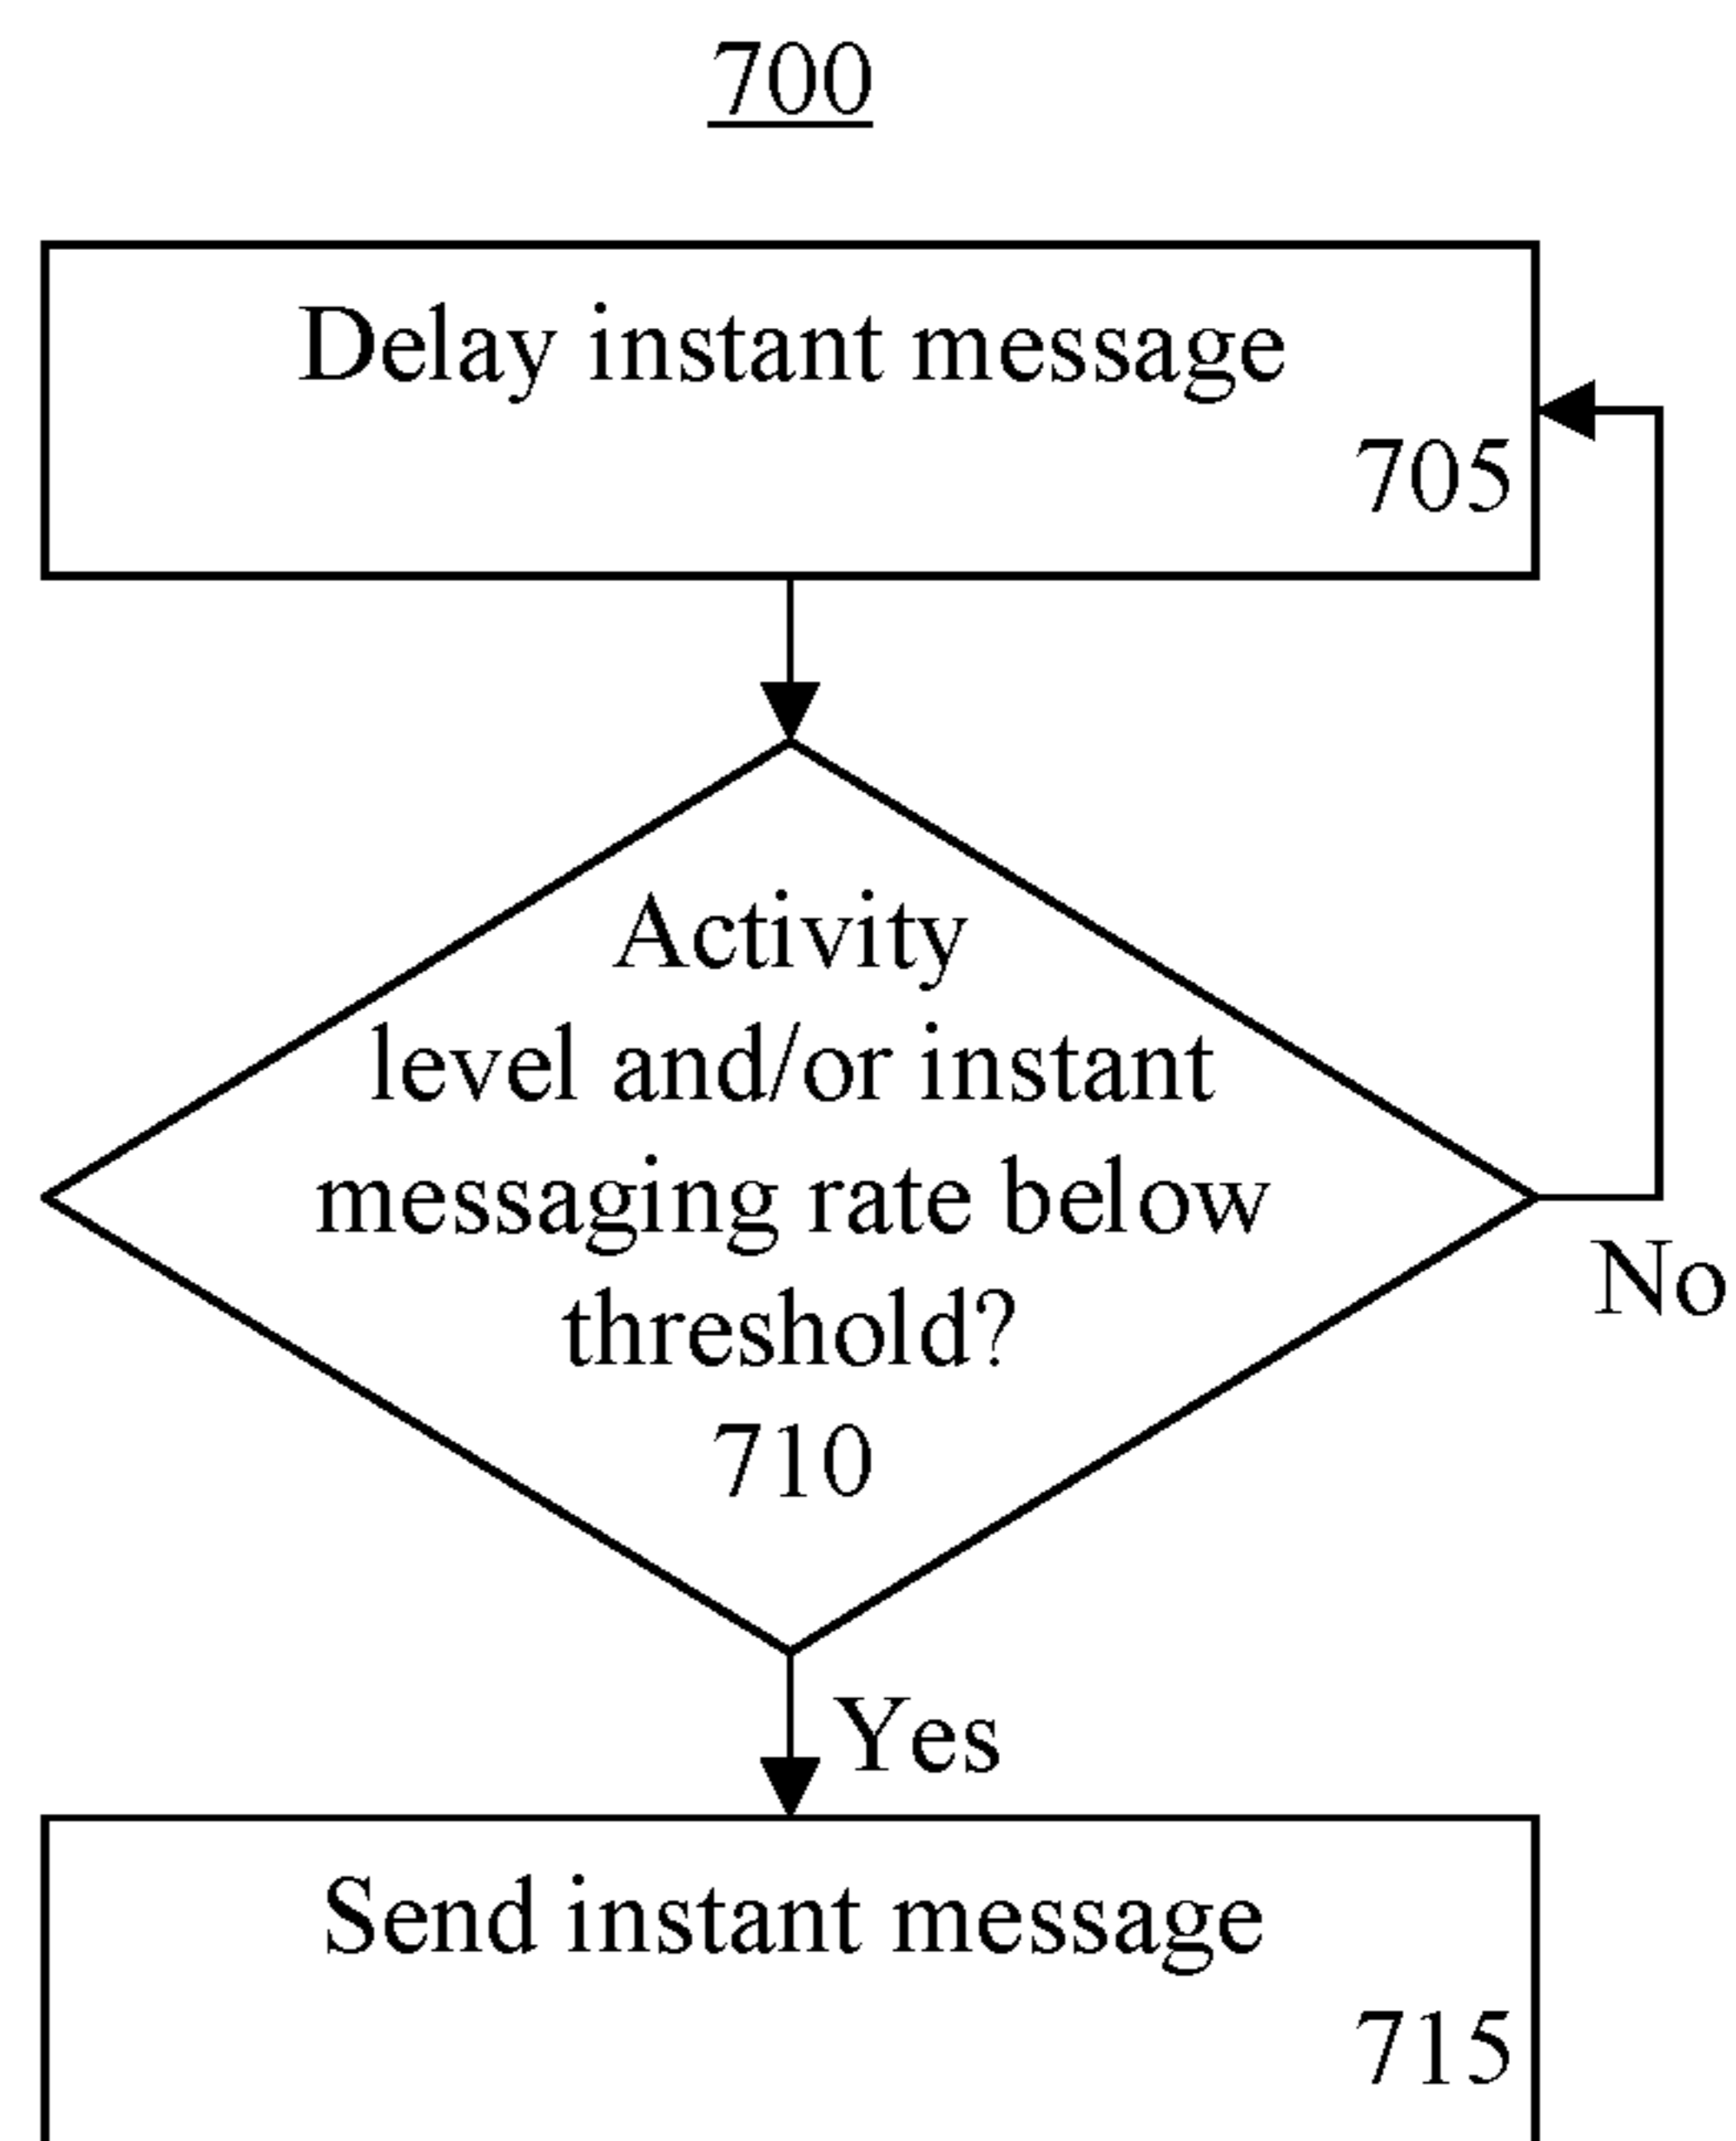 700
Delay instant message
705
Activity
level and/or instant
messaging rate below
threshold?
710
No
Yes
Send instant message
715